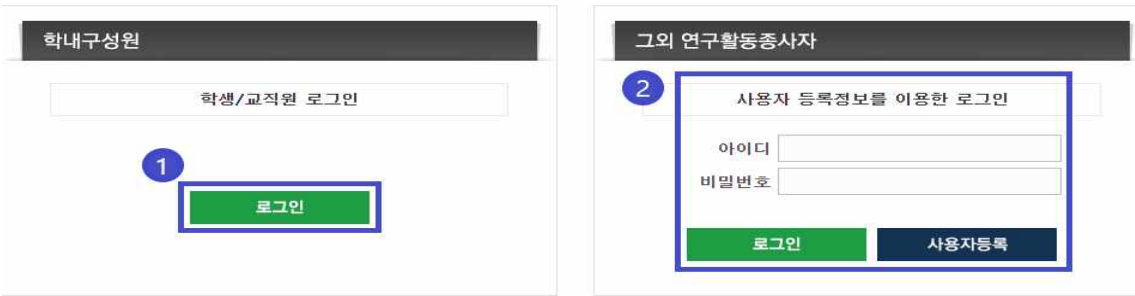 학내구성원
학생/교직원 로그인
1
로그인
그외 연구활동종사자
2
사용자 등록정보를 이용한 로그인
아이디
비밀번호
로그인 사용자등록